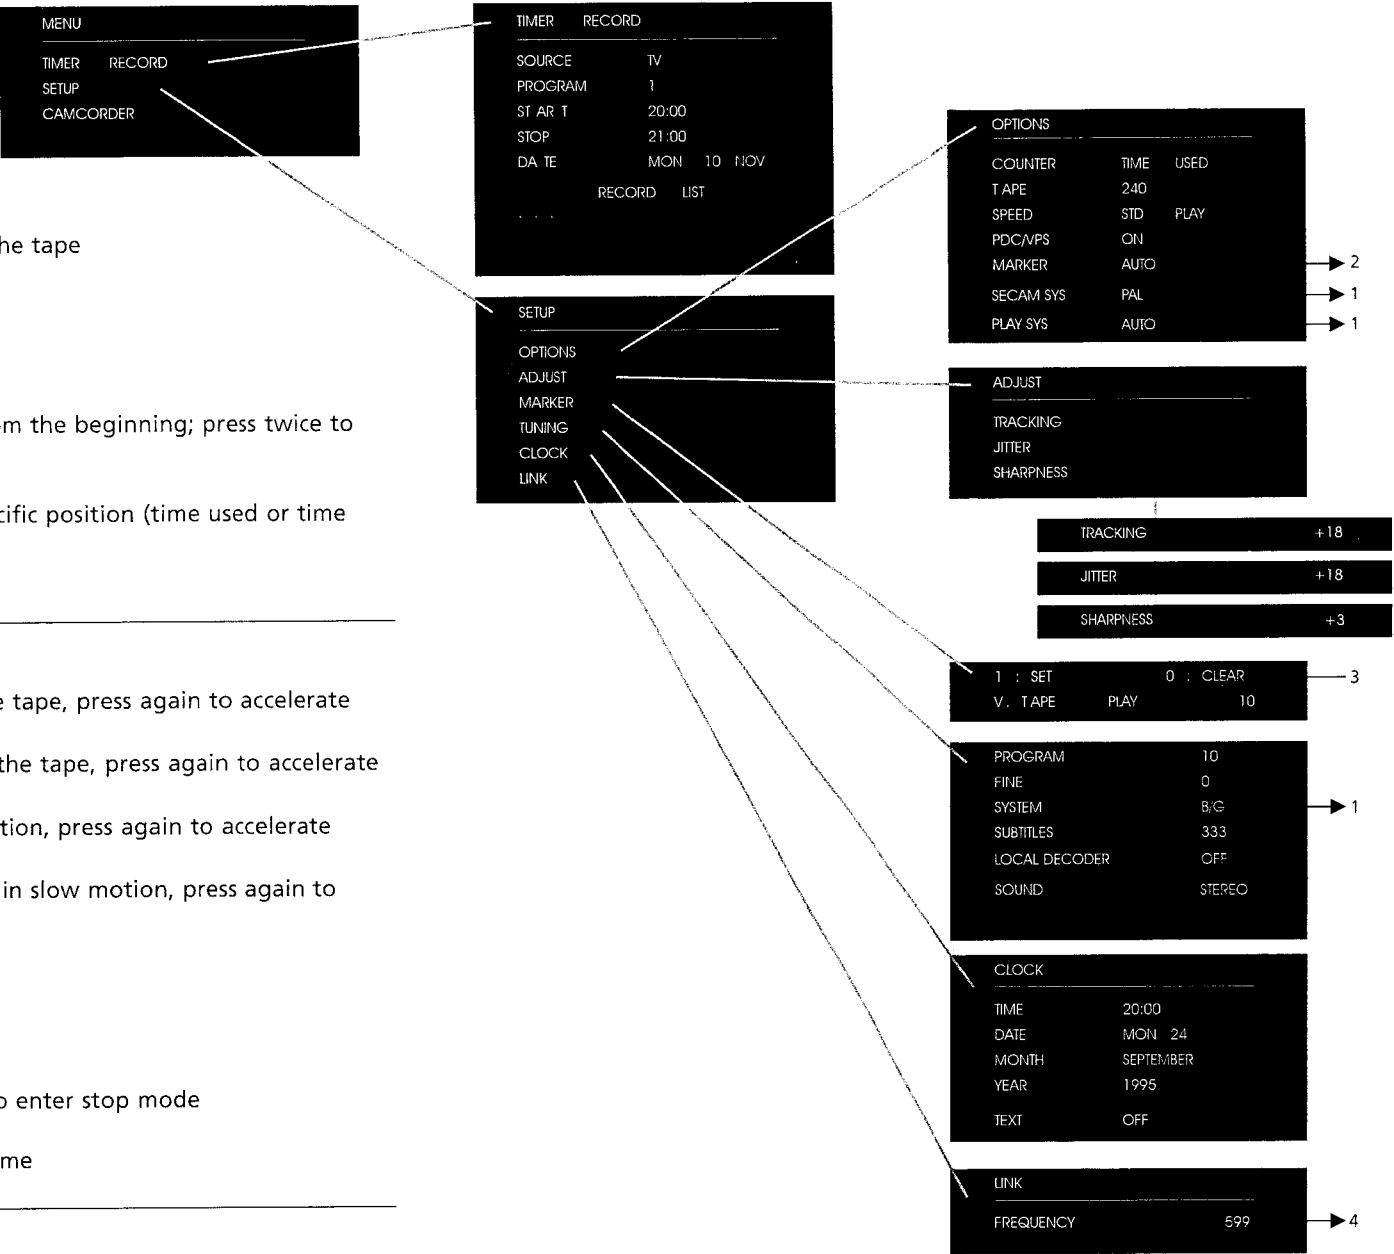 MENU
TIMER RECORD
SETUP
CAMCORDER
he tape
m the beginning; press twice to
cific position (time used or time
e tape, press again to accelerate
the tape, press again to accelerate
tion, press again to accelerate
in slow motion, press again to
o enter stop mode
me
TIMER RECORD
SOURCE TV
PROGRAM 1
ST AR T 20:00
STOP 21:00
DA TE MON 10 NOV
RECORD LIST
. . .
SETUP
OPTIONS
ADJUST
MARKER
TUNING
CLOCK
LINK
OPTIONS
COUNTER TIME USED
T APE 240
SPEED STD PLAY
PDC/VPS ON
MARKER AUTO 2
SECAM SYS PAL 1
PLAY SYS AUTO 1
ADJUST
TRACKING
JITTER
SHARPNESS
TRACKING +18
JITTER +18
SHARPNESS +3
1 : SET 0 : CLEAR 3
V. TAPE PLAY 10
PROGRAM 10
FINE 0
SYSTEM B/G 1
SUBTITLES 333
LOCAL DECODER OFF
SOUND STEREO
CLOCK
TIME 20:00
DATE MON 24
MONTH SEPTEMBER
YEAR 1995
TEXT OFF
LINK
FREQUENCY 599 4